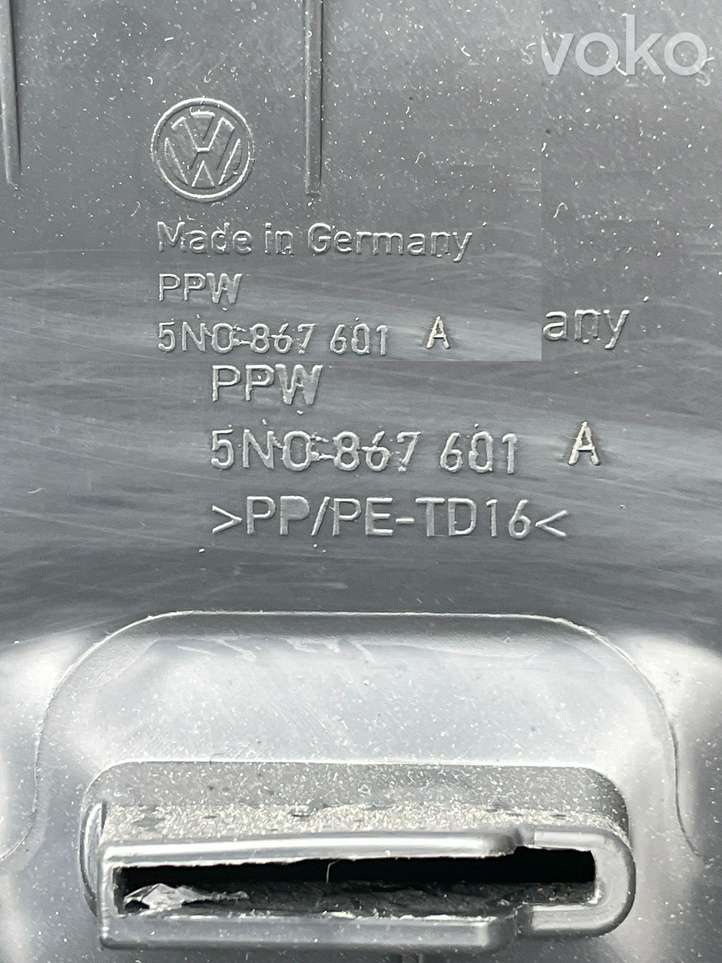 voko
Made in Germany
PPW
5N0 867 601 A any
PPW
5N0 867 601 A
>PP/PE-TD16<